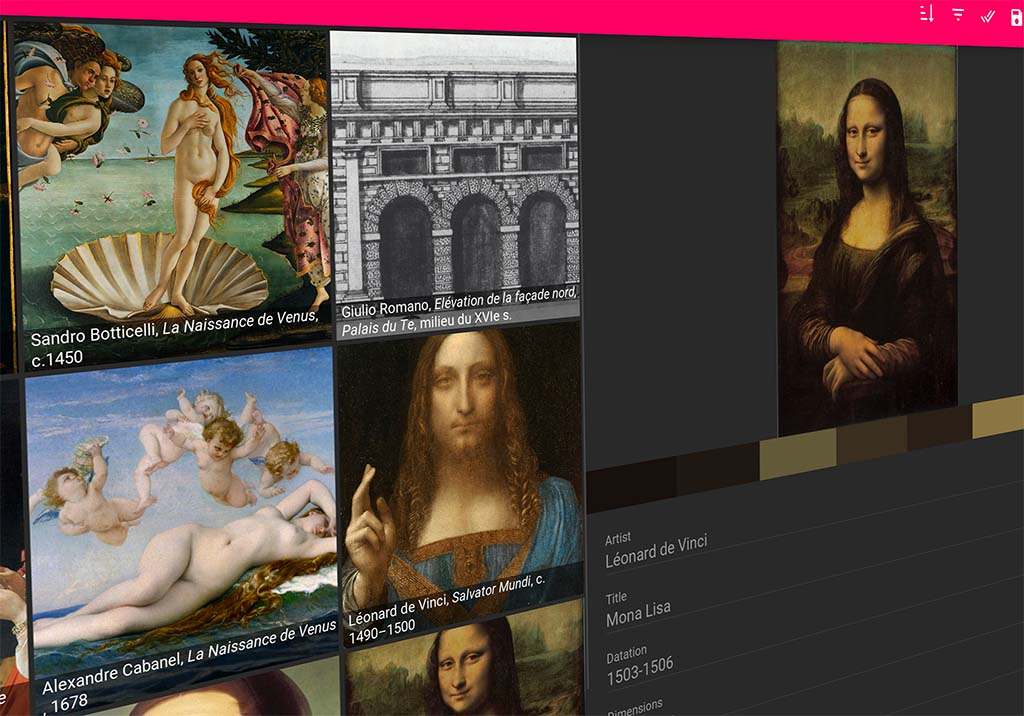 Sandro Botticelli, La Naissance de Venus,
c.1450
Giulio Romano, Elévation de la façade nord,
Palais du Te, milieu du XVIe s.
Alexandre Cabanel, La Naissance de Venus
, 1678
Léonard de Vinci, Salvator Mundi, c.
1490–1500
Artist
Léonard de Vinci
Title
Mona Lisa
Datation
1503-1506
Dimensions